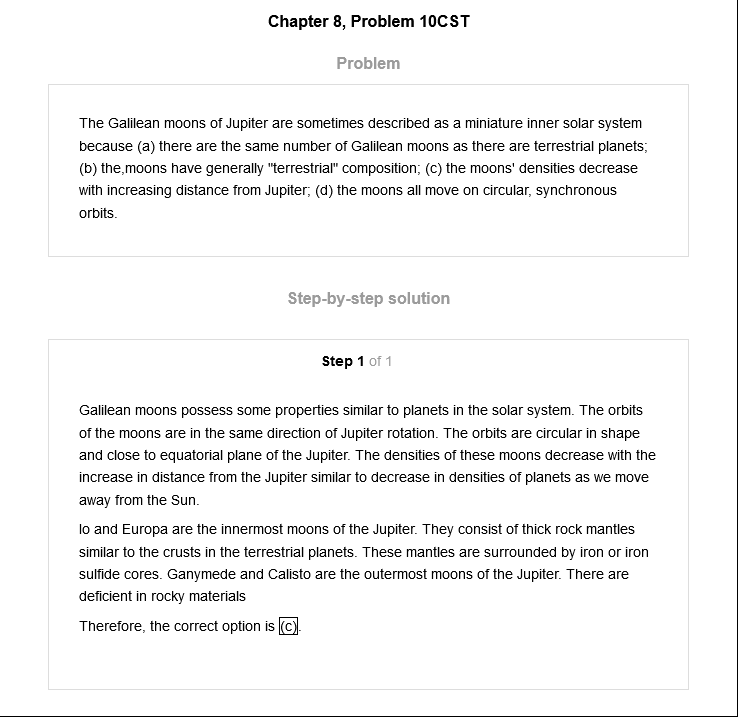 Chapter 8, Problem 10CST
Problem
The Galilean moons of Jupiter are sometimes described as a miniature inner solar system
because (a) there are the same number of Galilean moons as there are terrestrial planets;
(b) the,moons have generally "terrestrial" composition; (c) the moons' densities decrease
with increasing distance from Jupiter; (d) the moons all move on circular, synchronous
orbits.
Step-by-step solution
Step 1 of 1
Galilean moons possess some properties similar to planets in the solar system. The orbits
of the moons are in the same direction of Jupiter rotation. The orbits are circular in shape
and close to equatorial plane of the Jupiter. The densities of these moons decrease with the
increase in distance from the Jupiter similar to decrease in densities of planets as we move
away from the Sun.
Io and Europa are the innermost moons of the Jupiter. They consist of thick rock mantles
similar to the crusts in the terrestrial planets. These mantles are surrounded by iron or iron
sulfide cores. Ganymede and Calisto are the outermost moons of the Jupiter. There are
deficient in rocky materials
Therefore, the correct option is (c).